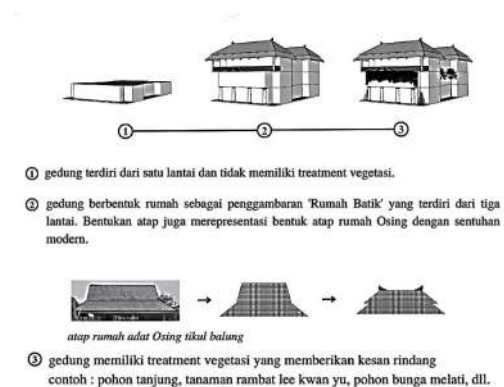 ① ② ③
① gedung terdiri dari satu lantai dan tidak memiliki treatment vegetasi.
② gedung berbentuk rumah sebagai penggambaran 'Rumah Batik' yang terdiri dari tiga
lantai. Bentukan atap juga merepresentasi bentuk atap rumah Osing dengan sentuhan
modern.
atap rumah adat Osing tikul balung
③ gedung memiliki treatment vegetasi yang memberikan kesan rindang
contoh : pohon tanjung, tanaman rambat lee kwan yu, pohon bunga melati, dll.